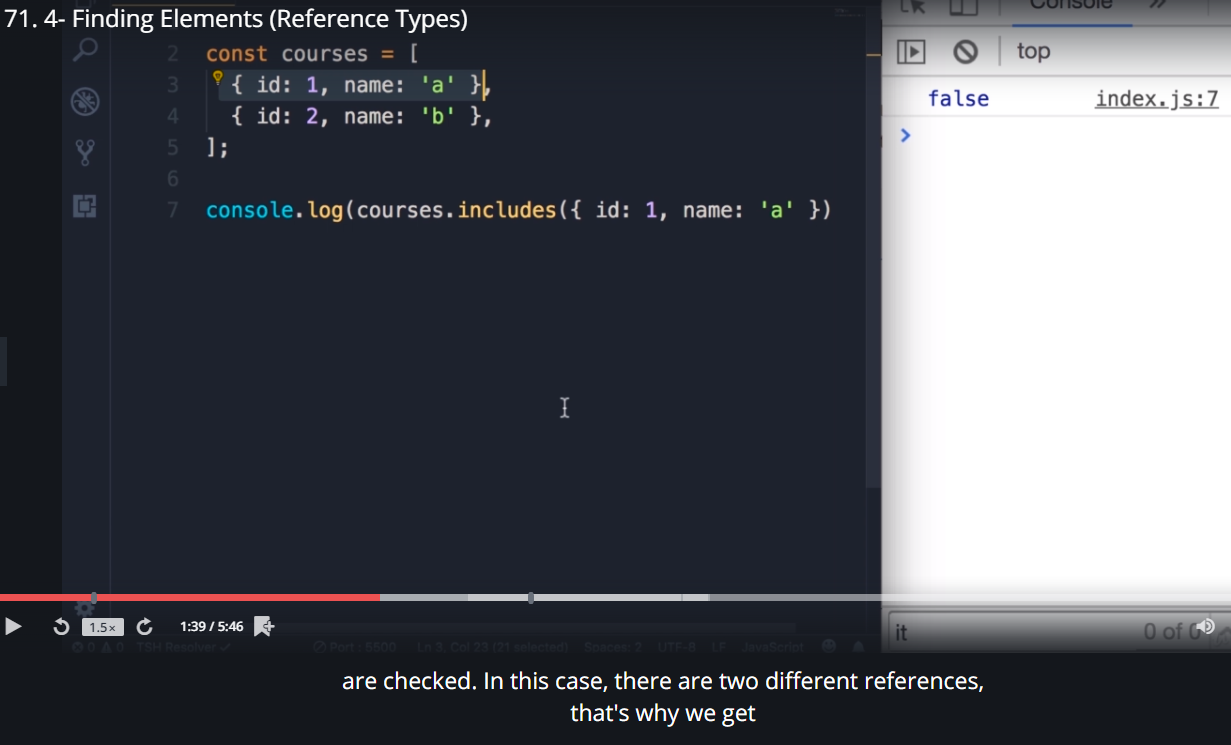 71. 4- Finding Elements (Reference Types)
2 const courses = [
3 { id: 1, name: 'a' },
4 { id: 2, name: 'b' },
5 ];
6
7 console.log(courses.includes({ id: 1, name: 'a' })
Console »
top
false index.js:7
>
1.5× 1:39 / 5:46
it 0 of 0
0 0 TSH Resolver Port : 5500 Ln 3, Col 23 (21 selected) Spaces: 2 UTF-8 LF JavaScript
are checked. In this case, there are two different references,
that's why we get